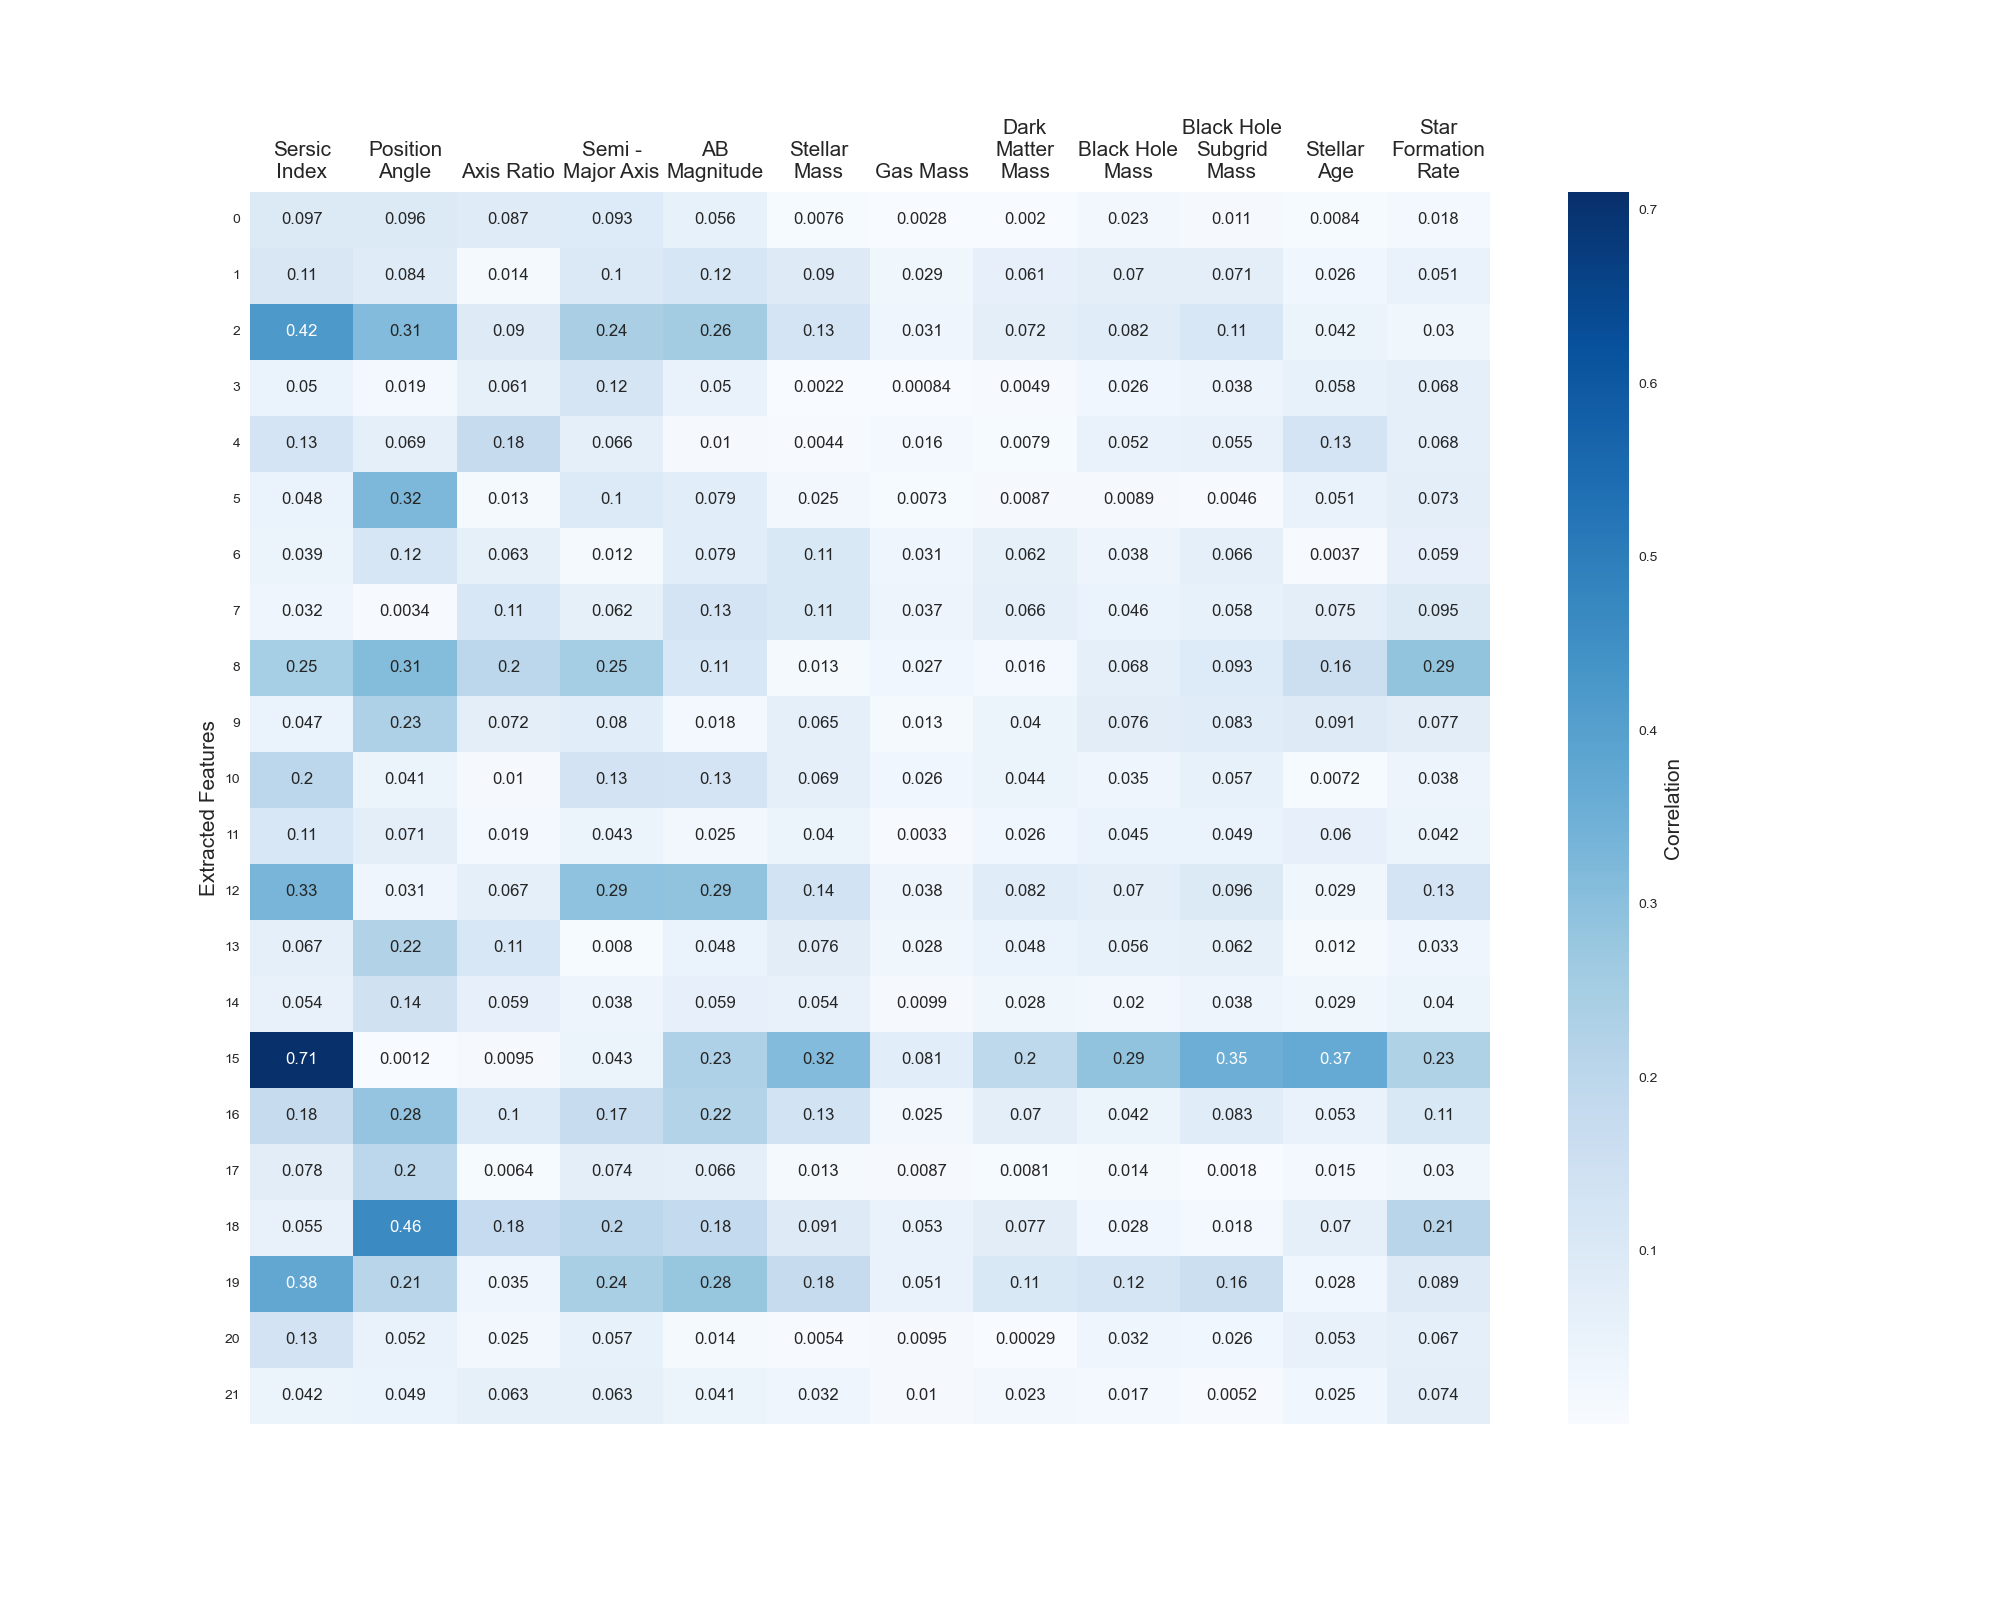 Sersic Index
Position Angle
Axis Ratio
Semi - Major Axis
AB Magnitude
Stellar Mass
Gas Mass
Dark Matter Mass
Black Hole Mass
Black Hole Subgrid Mass
Stellar Age
Star Formation Rate
0 0.097 0.096 0.087 0.093 0.056 0.0076 0.0028 0.002 0.023 0.011 0.0084 0.018
1 0.11 0.084 0.014 0.1 0.12 0.09 0.029 0.061 0.07 0.071 0.026 0.051
2 0.42 0.31 0.09 0.24 0.26 0.13 0.031 0.072 0.082 0.11 0.042 0.03
3 0.05 0.019 0.061 0.12 0.05 0.0022 0.00084 0.0049 0.026 0.038 0.058 0.068
4 0.13 0.069 0.18 0.066 0.01 0.0044 0.016 0.0079 0.052 0.055 0.13 0.068
5 0.048 0.32 0.013 0.1 0.079 0.025 0.0073 0.0087 0.0089 0.0046 0.051 0.073
6 0.039 0.12 0.063 0.012 0.079 0.11 0.031 0.062 0.038 0.066 0.0037 0.059
7 0.032 0.0034 0.11 0.062 0.13 0.11 0.037 0.066 0.046 0.058 0.075 0.095
8 0.25 0.31 0.2 0.25 0.11 0.013 0.027 0.016 0.068 0.093 0.16 0.29
9 0.047 0.23 0.072 0.08 0.018 0.065 0.013 0.04 0.076 0.083 0.091 0.077
10 0.2 0.041 0.01 0.13 0.13 0.069 0.026 0.044 0.035 0.057 0.0072 0.038
11 0.11 0.071 0.019 0.043 0.025 0.04 0.0033 0.026 0.045 0.049 0.06 0.042
12 0.33 0.031 0.067 0.29 0.29 0.14 0.038 0.082 0.07 0.096 0.029 0.13
13 0.067 0.22 0.11 0.008 0.048 0.076 0.028 0.048 0.056 0.062 0.012 0.033
14 0.054 0.14 0.059 0.038 0.059 0.054 0.0099 0.028 0.02 0.038 0.029 0.04
15 0.71 0.0012 0.0095 0.043 0.23 0.32 0.081 0.2 0.29 0.35 0.37 0.23
16 0.18 0.28 0.1 0.17 0.22 0.13 0.025 0.07 0.042 0.083 0.053 0.11
17 0.078 0.2 0.0064 0.074 0.066 0.013 0.0087 0.0081 0.014 0.0018 0.015 0.03
18 0.055 0.46 0.18 0.2 0.18 0.091 0.053 0.077 0.028 0.018 0.07 0.21
19 0.38 0.21 0.035 0.24 0.28 0.18 0.051 0.11 0.12 0.16 0.028 0.089
20 0.13 0.052 0.025 0.057 0.014 0.0054 0.0095 0.00029 0.032 0.026 0.053 0.067
21 0.042 0.049 0.063 0.063 0.041 0.032 0.01 0.023 0.017 0.0052 0.025 0.074
Extracted Features
0.7
0.6
0.5
0.4
0.3
0.2
0.1
Correlation